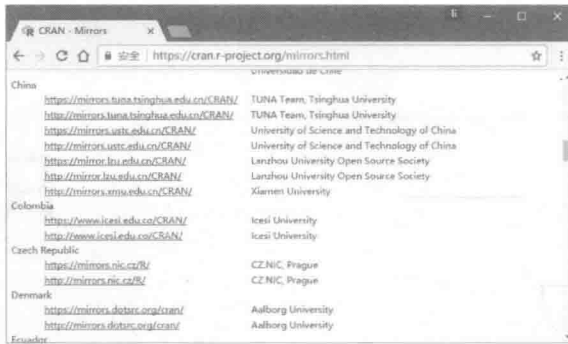 CRAN - Mirrors
安全 https://cran.r-project.org/mirrors.html
Universidad de Chile
China
https://mirrors.tuna.tsinghua.edu.cn/CRAN/ TUNA Team, Tsinghua University
http://mirrors.tuna.tsinghua.edu.cn/CRAN/ TUNA Team, Tsinghua University
https://mirrors.ustc.edu.cn/CRAN/ University of Science and Technology of China
http://mirrors.ustc.edu.cn/CRAN/ University of Science and Technology of China
https://mirror.lzu.edu.cn/CRAN/ Lanzhou University Open Source Society
http://mirror.lzu.edu.cn/CRAN/ Lanzhou University Open Source Society
http://mirrors.xmu.edu.cn/CRAN/ Xiamen University
Colombia
https://www.icesi.edu.co/CRAN/ Icesi University
http://www.icesi.edu.co/CRAN/ Icesi University
Czech Republic
https://mirrors.nic.cz/R/ CZ.NIC, Prague
http://mirrors.nic.cz/R/ CZ.NIC, Prague
Denmark
https://mirrors.dotsrc.org/cran/ Aalborg University
http://mirrors.dotsrc.org/cran/ Aalborg University
Ecuador